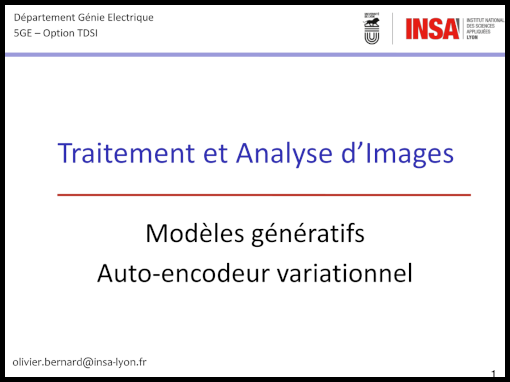 Département Génie Electrique
5GE – Option TDSI
INSA
INSTITUT NATIONAL
DES SCIENCES
APPLIQUÉES
LYON
Traitement et Analyse d’Images
Modèles génératifs
Auto-encodeur variationnel
olivier.bernard@insa-lyon.fr
1